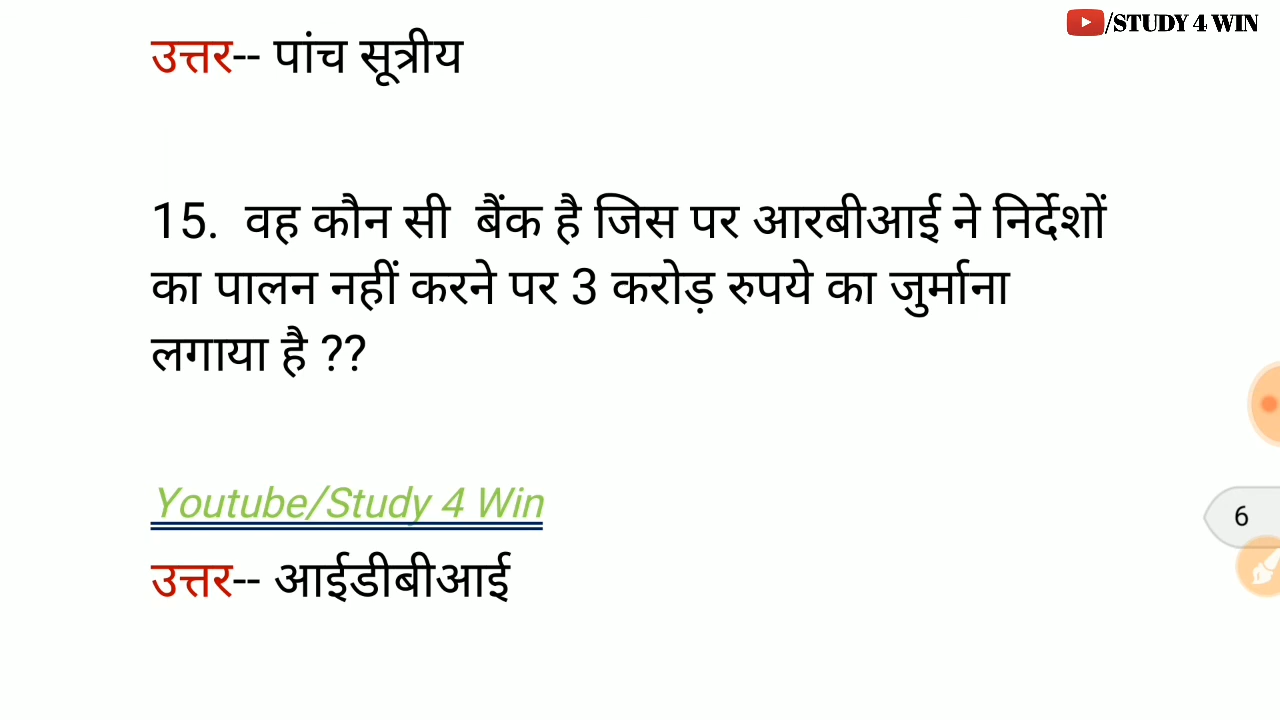 /STUDY 4 WIN
उत्तर-- पांच सूत्रीय
15. वह कौन सी बैंक है जिस पर आरबीआई ने निर्देशों
का पालन नहीं करने पर 3 करोड़ रुपये का जुर्माना
लगाया है ??
Youtube/Study 4 Win
6
उत्तर-- आईडीबीआई